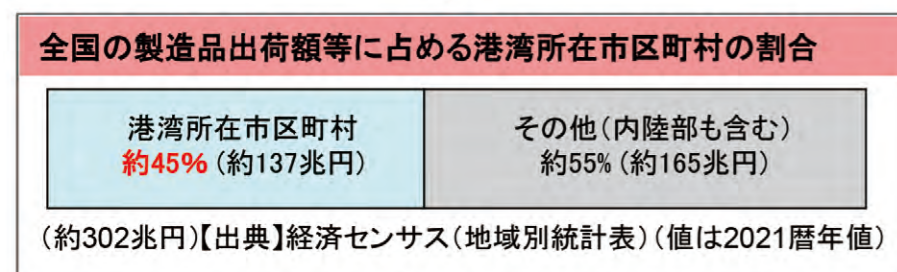 全国の製造品出荷額等に占める港湾所在市区町村の割合
港湾所在市区町村
約45%（約137兆円）
その他（内陸部も含む）
約55%（約165兆円）
（約302兆円）【出典】経済センサス（地域別統計表）（値は2021暦年値）